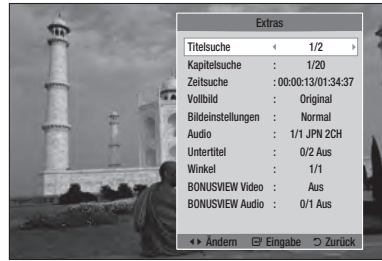 Extras
Titelsuche ◂ 1/2 ▸
Kapitelsuche : 1/20
Zeitsuche : 00:00:13/01:34:37
Vollbild : Original
Bildeinstellungen : Normal
Audio : 1/1 JPN 2CH
Untertitel : 0/2 Aus
Winkel : 1/1
BONUSVIEW Video : Aus
BONUSVIEW Audio : 0/1 Aus
◂▸ Ändern Eingabe Zurück